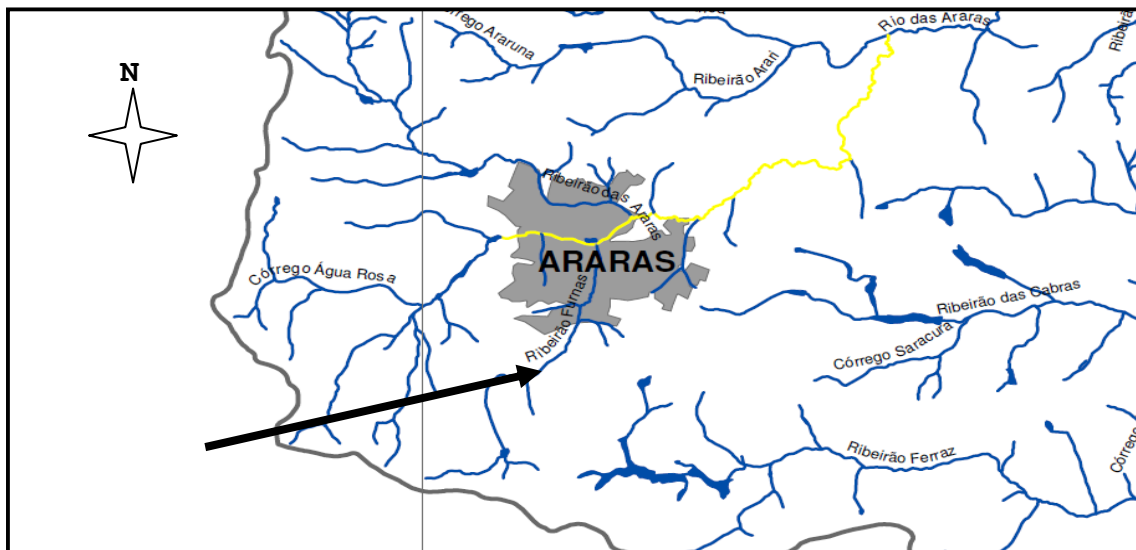 Rio das Araras
Córrego Araruna
Ribeirão Arari
N
Ribeirão das Araras
ARARAS
Córrego Água Rosa
Ribeirão Furnas
Ribeirão das Cabras
Córrego Saracura
Ribeirão Ferraz
Córrego